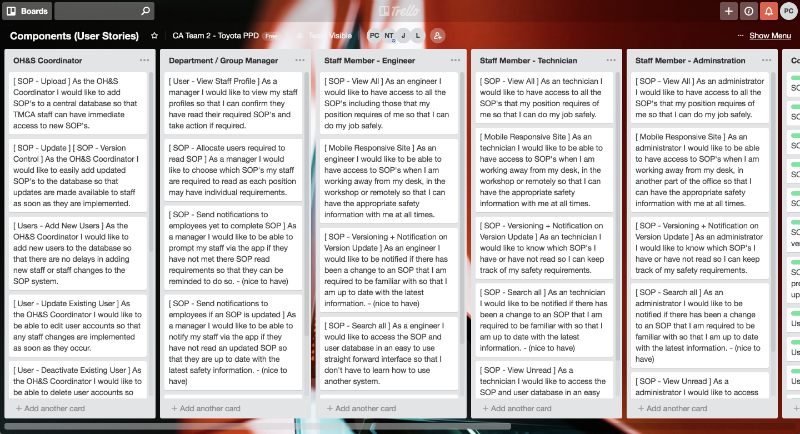 Boards
Trello
PC
Components (User Stories)
CA Team 2 - Toyota PPD
Free
Team Visible
PC
NT
J
L
Show Menu
OH&S Coordinator
[ SOP - Upload ] As the OH&S
Coordinator I would like to add
SOP's to a central database so that
TMCA staff can have immediate
access to new SOP's.
[ SOP - Update ] [ SOP - Version
Control ] As the OH&S Coordinator I
would like to easily add updated
SOP's to the database so that
updates are made available to staff
as soon as they are implemented.
[ Users - Add New Users ] As the
OH&S Coordinator I would like to
add new users to the database so
that there are no delays in adding
new staff or staff changes to the
SOP system.
[ User - Update Existing User ] As
the OH&S Coordinator I would like to
be able to edit user accounts so that
any staff changes are implemented
as soon as they occur.
[ User - Deactivate Existing User ] As
the OH&S Coordinator I would like to
be able to delete user accounts so
+ Add another card
Department / Group Manager
[ User - View Staff Profile ] As a
manager I would like to view my staff
profiles so that I can confirm they
have read their required SOP's and
take action if required.
[ SOP - Allocate users required to
read SOP ] As a manager I would
like to choose which SOP's my staff
are required to read as each position
may have individual requirements.
[ SOP - Send notifications to
employees yet to complete SOP ] As
a manager I would like to be able to
prompt my staff via the app if they
have not met there SOP read
requirements so that they can be
reminded to do so. - (nice to have)
[ SOP - Send notifications to
employees if an SOP is updated ] As
a manager I would like to be able to
notify my staff via the app if they
have not read an updated SOP so
that they are up to date with the
latest safety information. - (nice to
have)
+ Add another card
Staff Member - Engineer
[ SOP - View All ] As an engineer I
would like to have access to all the
SOP's including those that my
position requires of me so that I can
do my job safely.
[ Mobile Responsive Site ] As an
engineer I would like to be able to
have access to SOP's when I am
working away from my desk, in the
workshop or remotely so that I can
have the appropriate safety
information with me at all times.
[ SOP - Versioning + Notification on
Version Update ] As an engineer I
would like to be notified if there has
been a change to an SOP that I am
required to be familiar with so that I
am up to date with the latest
information. - (nice to have)
[ SOP - Search all ] As a engineer I
would like to access the SOP and
user database in an easy to use
straight forward interface so that I
don't have to learn how to use
another system.
+ Add another card
Staff Member - Technician
[ SOP - View All ] As an technician I
would like to have access to all the
SOP's that my position requires of
me so that I can do my job safely.
[ Mobile Responsive Site ] As an
technician I would like to be able to
have access to SOP's when I am
working away from my desk, in the
workshop or remotely so that I can
have the appropriate safety
information with me at all times.
[ SOP - Versioning + Notification on
Version Update ] As an technician I
would like to know which SOP's I
have or have not read so I can keep
track of my safety requirements.
[ SOP - Search all ] As an technician
I would like to be notified if there has
been a change to an SOP that I am
required to be familiar with so that I
am up to date with the latest
information. - (nice to have)
[ SOP - View Unread ] As a
technician I would like to access the
SOP and user database in an easy
+ Add another card
Staff Member - Adminstration
[ SOP - View All ] As an adminstrator
I would like to have access to all the
SOP's that my position requires of
me so that I can do my job safely.
[ Mobile Responsive Site ] As an
adminstrator I would like to be able
to have access to SOP's when I am
working away from my desk, in
another part of the office so that I
can have the appropriate safety
information with me at all times.
[ SOP - Versioning + Notification on
Version Update ] As an adminstrator
I would like to know which SOP's I
have or have not read so I can keep
track of my safety requirements.
[ SOP - Search all ] As an
adminstrator I would like to be
notified if there has been a change
to an SOP that I am required to be
familiar with so that I am up to date
with the latest information. - (nice to
have)
[ SOP - View Unread ] As a
adminstrator I would like to access
+ Add another card